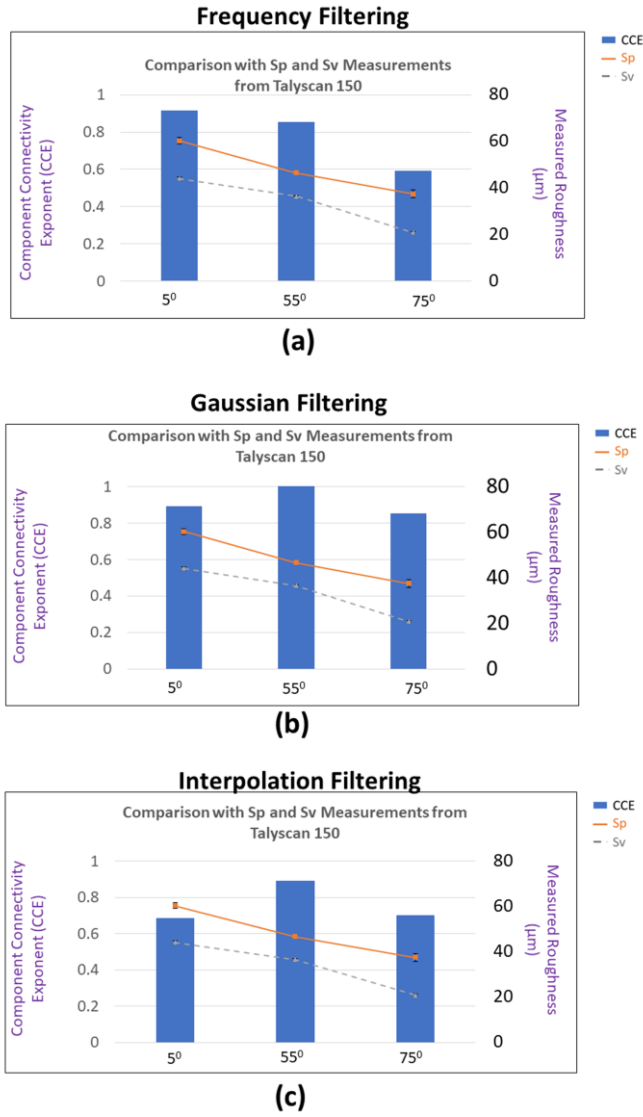 Frequency Filtering
Comparison with Sp and Sv Measurements
from Talyscan 150
CCE
Sp
Sv
Component Connectivity
Exponent (CCE)
1
0.8
0.6
0.4
0.2
0
80
60
40
20
0
Measured Roughness
(μm)
5⁰
55⁰
75⁰
(a)
Gaussian Filtering
Comparison with Sp and Sv Measurements from
Talyscan 150
CCE
Sp
Sv
Component Connectivity
Exponent (CCE)
1
0.8
0.6
0.4
0.2
0
80
60
40
20
0
Measured Roughness
(μm)
5⁰
55⁰
75⁰
(b)
Interpolation Filtering
Comparison with Sp and Sv Measurements from
Talyscan 150
CCE
Sp
Sv
Component Connectivity
Exponent (CCE)
1
0.8
0.6
0.4
0.2
0
80
60
40
20
0
Measured Roughness
(μm)
5⁰
55⁰
75⁰
(c)